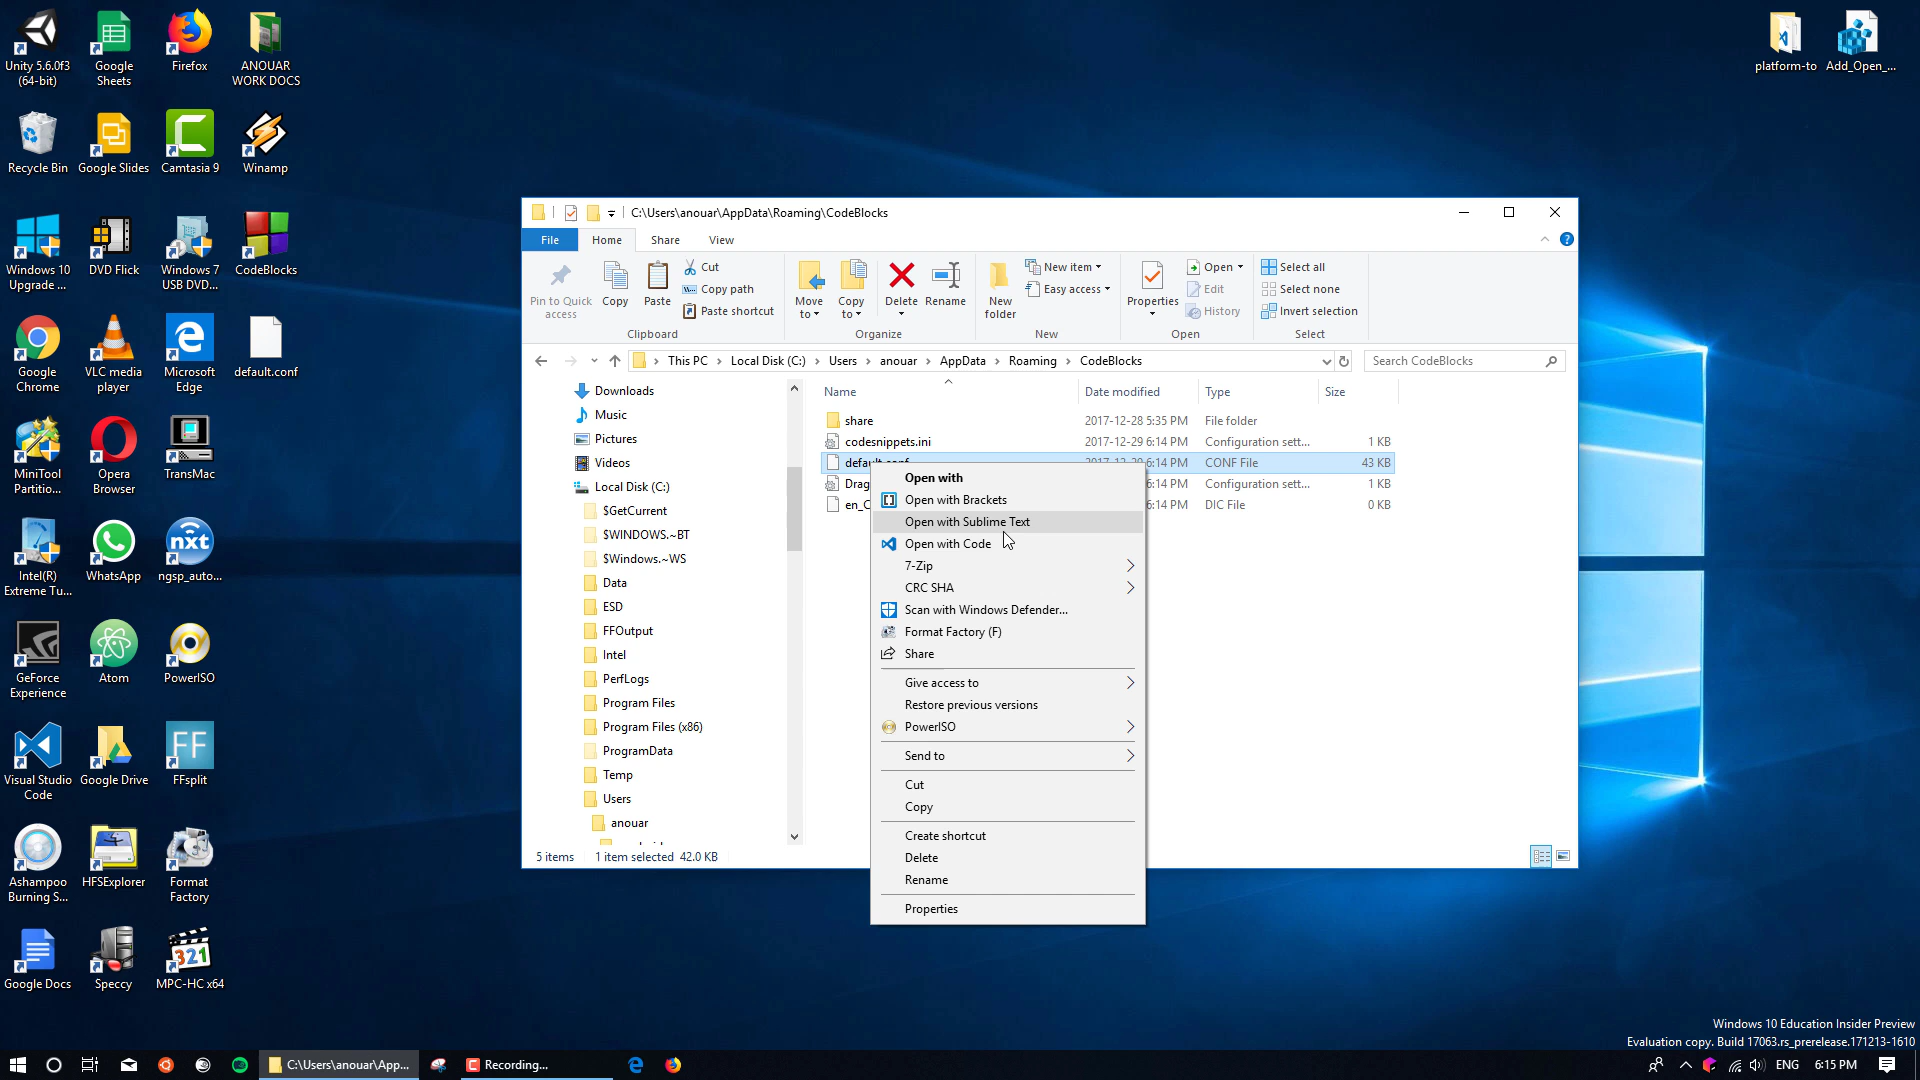 Unity 5.6.0f3
(64-bit)
Google
Sheets
Firefox
ANOUAR
WORK DOCS
Recycle Bin
Google Slides
Camtasia 9
Winamp
Windows 10
Upgrade ...
DVD Flick
Windows 7
USB DVD...
CodeBlocks
Google
Chrome
VLC media
player
Microsoft
Edge
default.conf
MiniTool
Partitio...
Opera
Browser
TransMac
Intel(R)
Extreme Tu...
WhatsApp
nxt
ngsp_auto...
GeForce
Experience
Atom
PowerISO
Visual Studio
Code
Google Drive
FF
FFsplit
Ashampoo
Burning S...
HFSExplorer
Format
Factory
Google Docs
Speccy
321
MPC-HC x64
platform-to
Add_Open_...
C:\Users\anouar\AppData\Roaming\CodeBlocks
File
Home
Share
View
Pin to Quick
access
Copy
Paste
Cut
Copy path
Paste shortcut
Clipboard
Move
to
Copy
to
Delete
Rename
Organize
New
folder
New item
Easy access
New
Properties
Open
Edit
History
Open
Select all
Select none
Invert selection
Select
This PC
Local Disk (C:)
Users
anouar
AppData
Roaming
CodeBlocks
Search CodeBlocks
Downloads
Music
Pictures
Videos
Local Disk (C:)
$GetCurrent
$WINDOWS.~BT
$Windows.~WS
Data
ESD
FFOutput
Intel
PerfLogs
Program Files
Program Files (x86)
ProgramData
Temp
Users
anouar
Name
Date modified
Type
Size
share
2017-12-28 5:35 PM
File folder
codesnippets.ini
2017-12-29 6:14 PM
Configuration sett...
1 KB
default.conf
2017-12-29 6:14 PM
CONF File
43 KB
Drag
6:14 PM
Configuration sett...
1 KB
en_C
6:14 PM
DIC File
0 KB
Open with
Open with Brackets
Open with Sublime Text
Open with Code
7-Zip
CRC SHA
Scan with Windows Defender...
Format Factory (F)
Share
Give access to
Restore previous versions
PowerISO
Send to
Cut
Copy
Create shortcut
Delete
Rename
Properties
5 items
1 item selected 42.0 KB
Windows 10 Education Insider Preview
Evaluation copy. Build 17063.rs_prerelease.171213-1610
C:\Users\anouar\App...
Recording...
ENG
6:15 PM